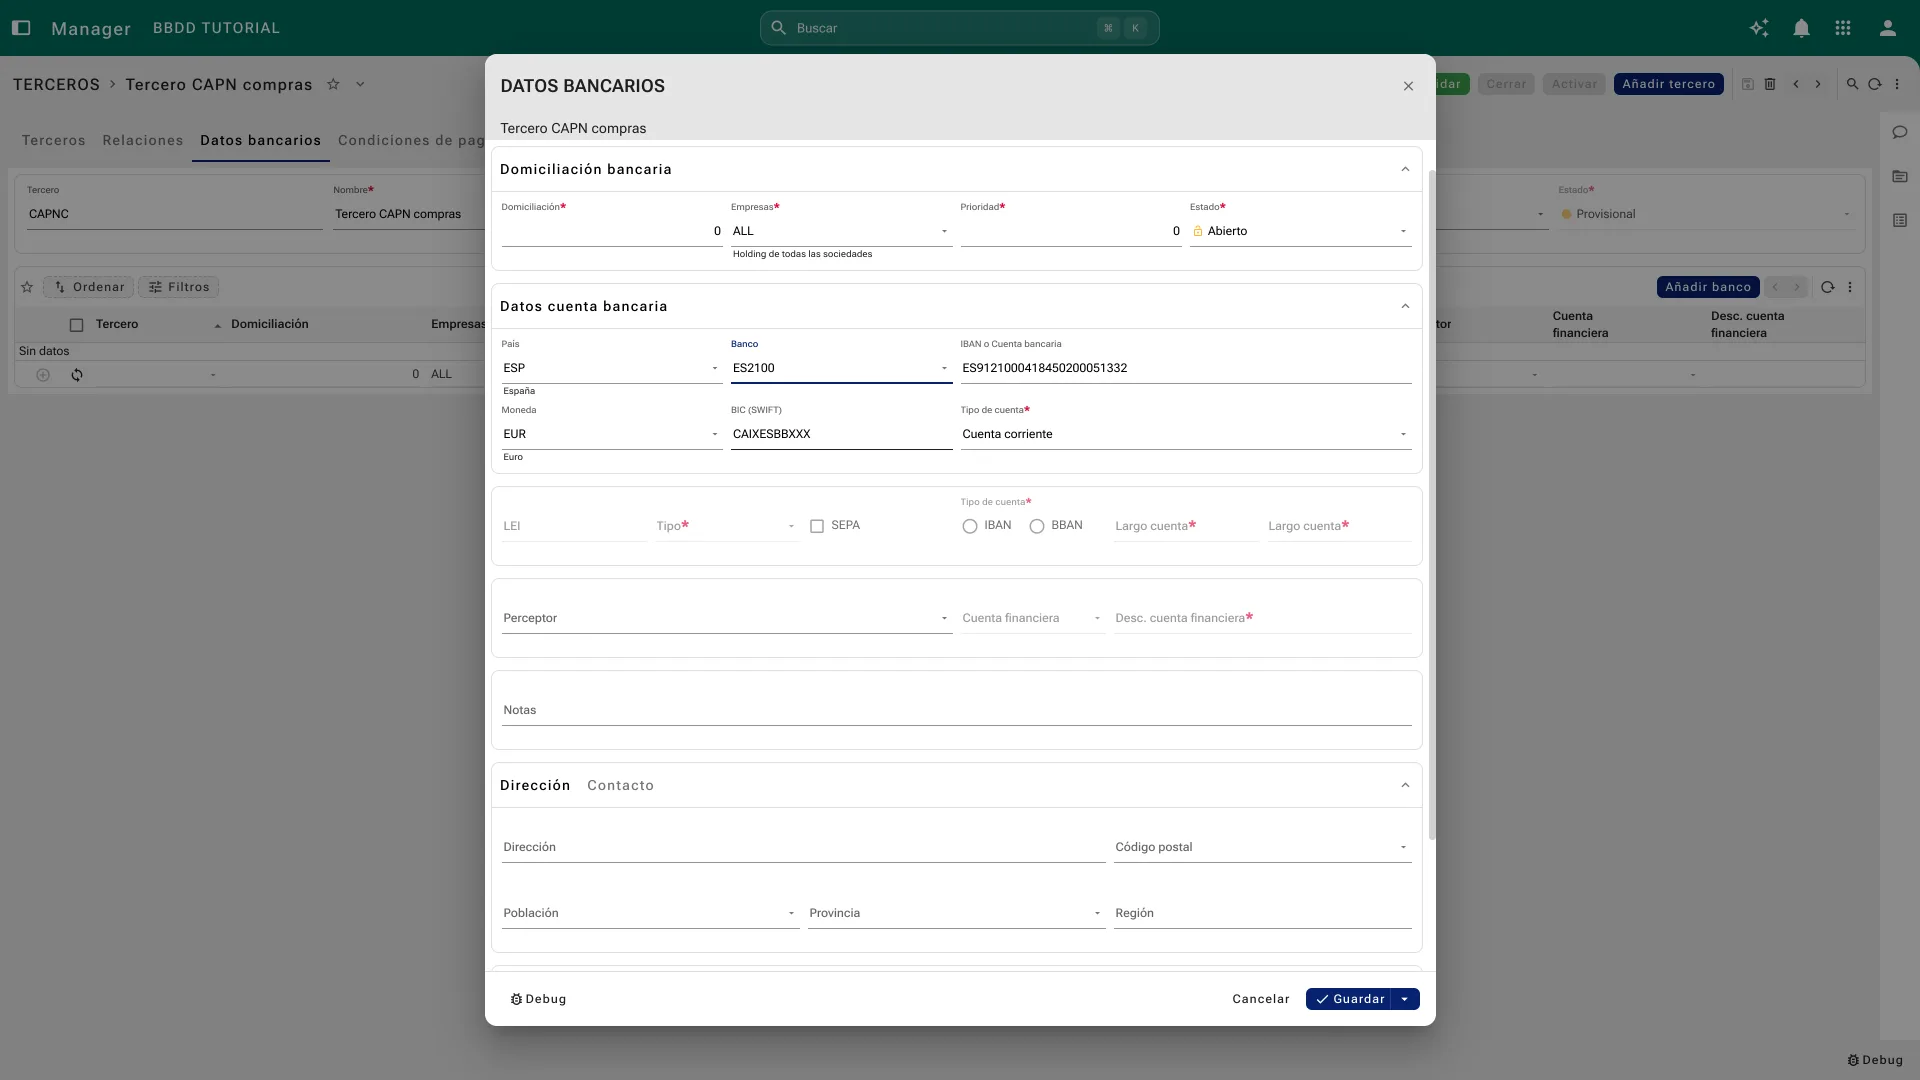 Manager BBDD TUTORIAL Buscar ⌘ K
TERCEROS › Tercero CAPN compras
idar Cerrar Activar Añadir tercero
Terceros Relaciones Datos bancarios Condiciones de pag
Tercero Nombre* Estado*
CAPNC Tercero CAPN compras Provisional
Ordenar Filtros Añadir banco
Tercero Domiciliación Empresas tor Cuenta financiera Desc. cuenta financiera
Sin datos
0 ALL
DATOS BANCARIOS
Tercero CAPN compras
Domiciliación bancaria
Domiciliación* Empresas* Prioridad* Estado*
0 ALL 0 Abierto
Holding de todas las sociedades
Datos cuenta bancaria
País Banco IBAN o Cuenta bancaria
ESP ES2100 ES9121000418450200051332
España
Moneda BIC (SWIFT) Tipo de cuenta*
EUR CAIXESBBXXX Cuenta corriente
Euro
Tipo de cuenta*
LEI Tipo* SEPA IBAN BBAN Largo cuenta* Largo cuenta*
Perceptor Cuenta financiera Desc. cuenta financiera*
Notas
Dirección Contacto
Dirección Código postal
Población Provincia Región
Debug Cancelar Guardar
Debug